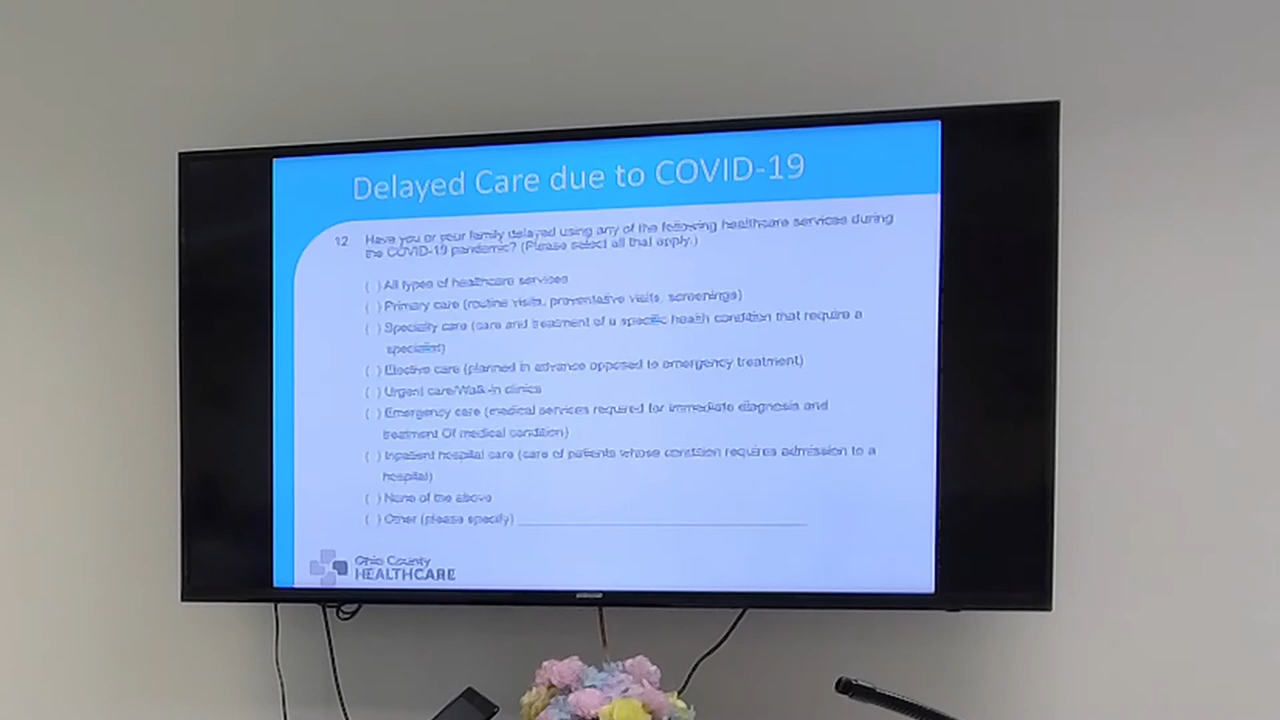 Delayed Care due to COVID-19
12 Have you or your family delayed using any of the following healthcare services during
the COVID-19 pandemic? (Please select all that apply.)
( ) All types of healthcare services
( ) Primary care (routine visits, preventative visits, screenings)
( ) Specialty care (care and treatment of a specific health condition that require a
specialist)
( ) Elective care (planned in advance opposed to emergency treatment)
( ) Urgent care/Walk-in clinics
( ) Emergency care (medical services required for immediate diagnosis and
treatment Of medical condition)
( ) Inpatient hospital care (care of patients whose condition requires admission to a
hospital)
( ) None of the above
( ) Other (please specify)
Ohio County
HEALTHCARE